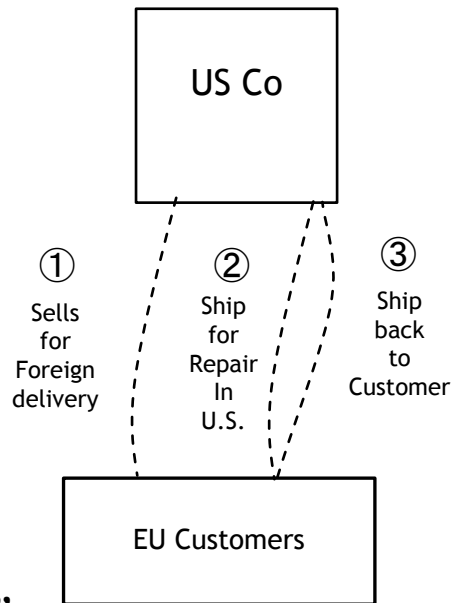 US Co
①
Sells
for
Foreign
delivery
②
Ship
for
Repair
In
U.S.
③
Ship
back
to
Customer
EU Customers